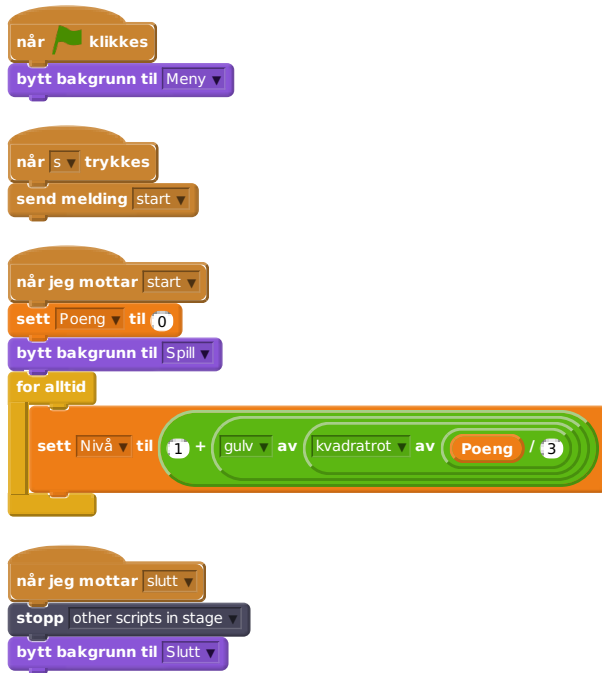 når klikkes
bytt bakgrunn til Meny
når s trykkes
send melding start
når jeg mottar start
sett Poeng til 0
bytt bakgrunn til Spill
for alltid
sett Nivå til 1 + gulv av kvadratrot av Poeng / 3
når jeg mottar slutt
stopp other scripts in stage
bytt bakgrunn til Slutt